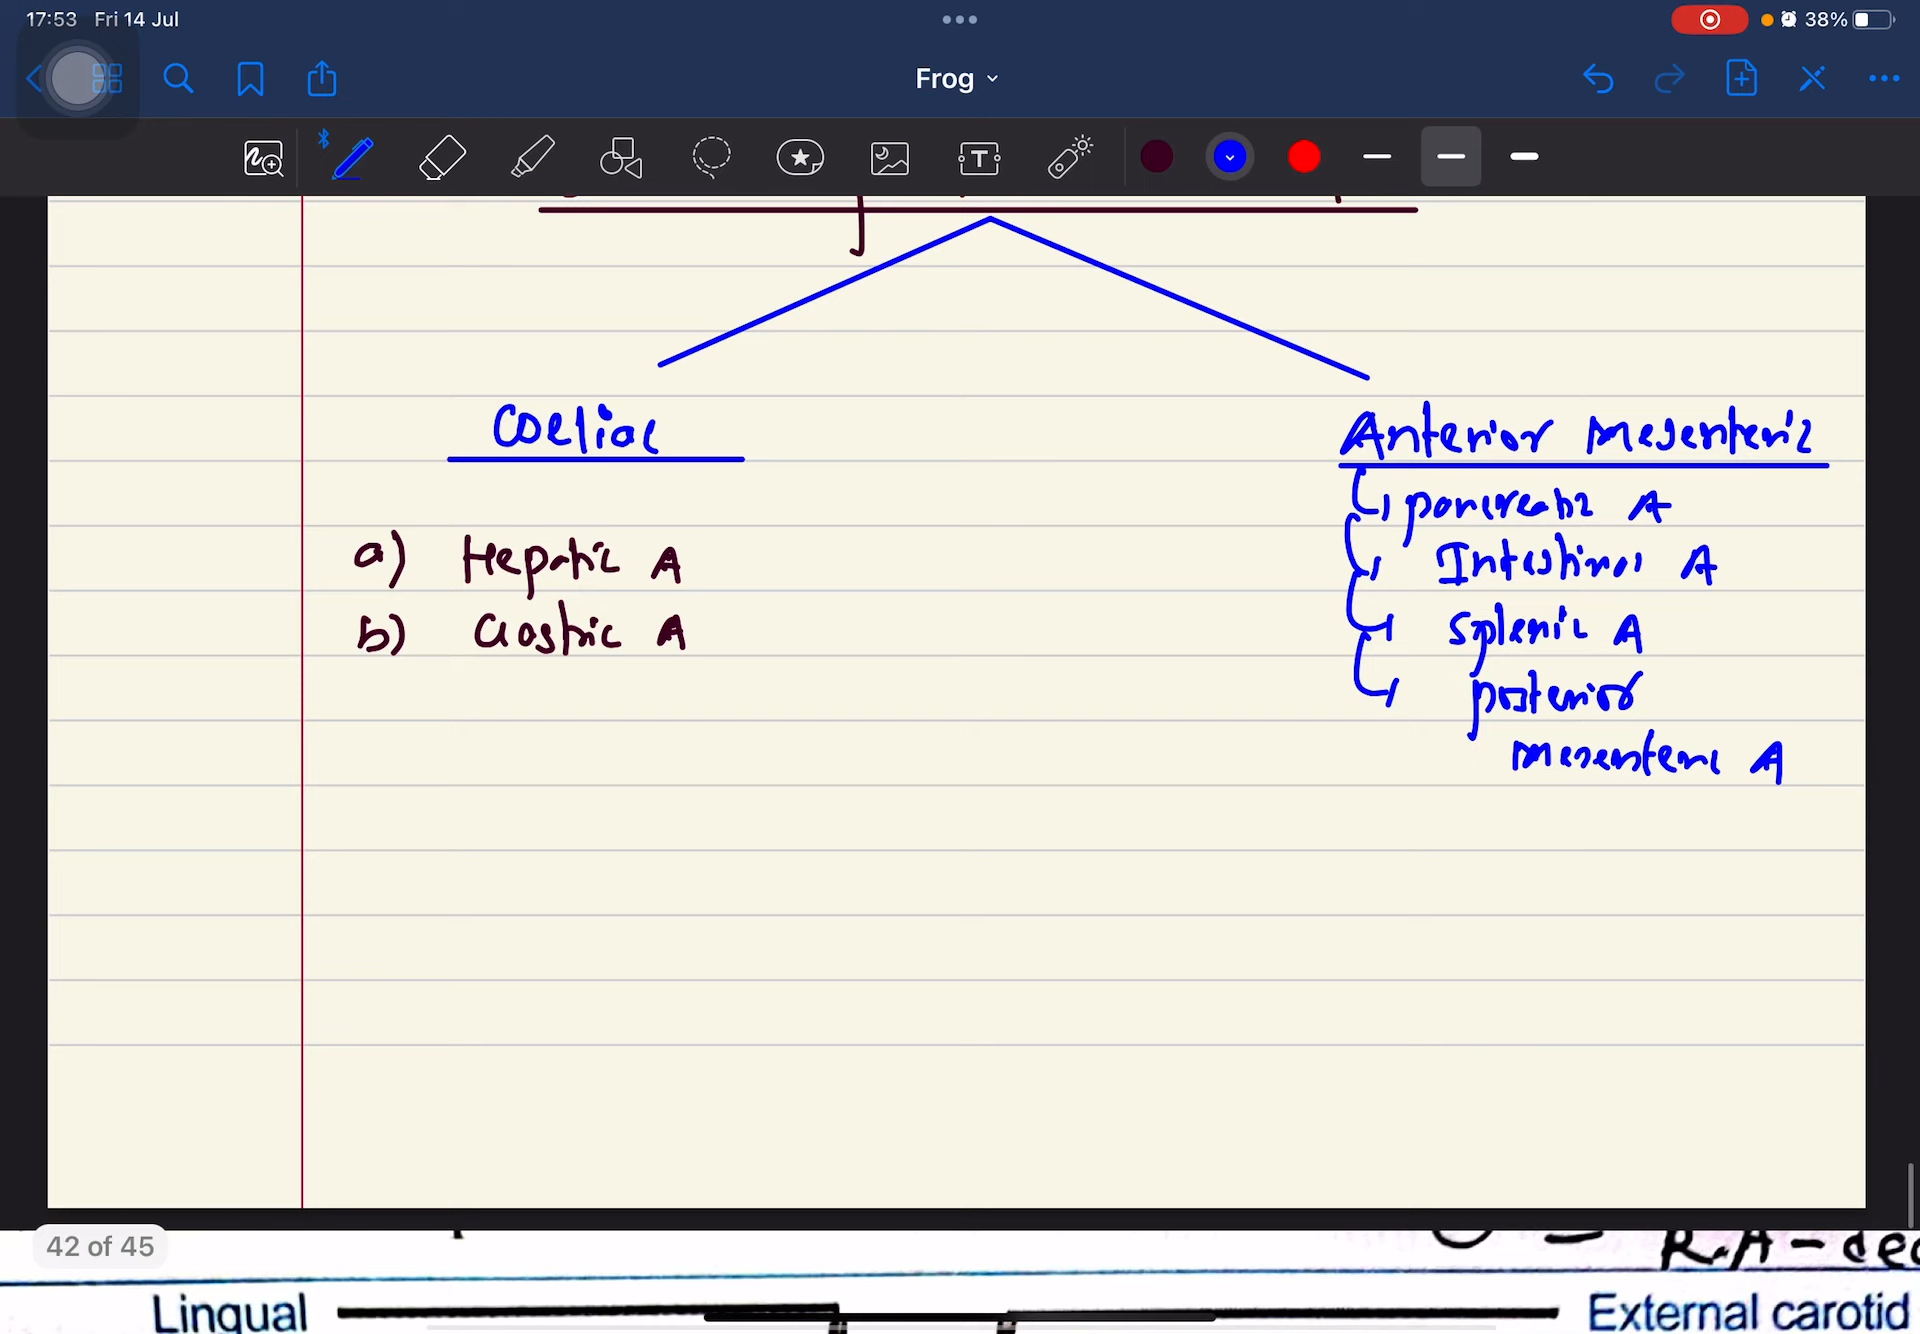 17:53 Fri 14 Jul
38%
Frog
T
Coeliac
a) Hepatic A
b) Gastric A
Anterior Mesenteric
pancreatic A
Intestinal A
Splenic A
posterior
mesenteric A
42 of 45
R.A - dec
Lingual
External carotid